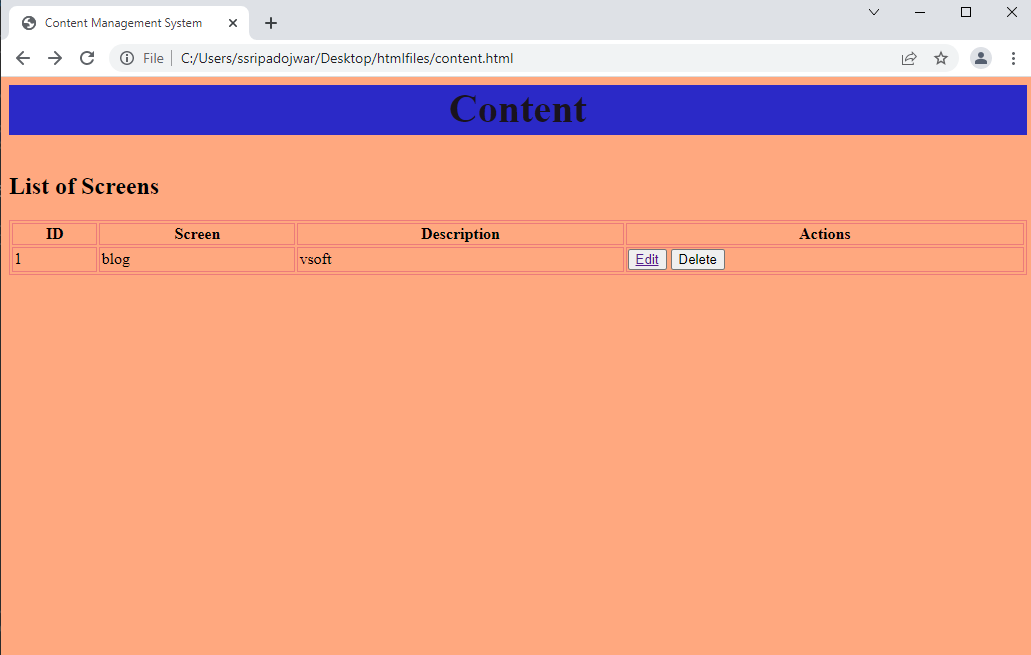 Content Management System
File C:/Users/ssripadojwar/Desktop/htmlfiles/content.html
Content
List of Screens
ID Screen Description Actions
1 blog vsoft Edit Delete